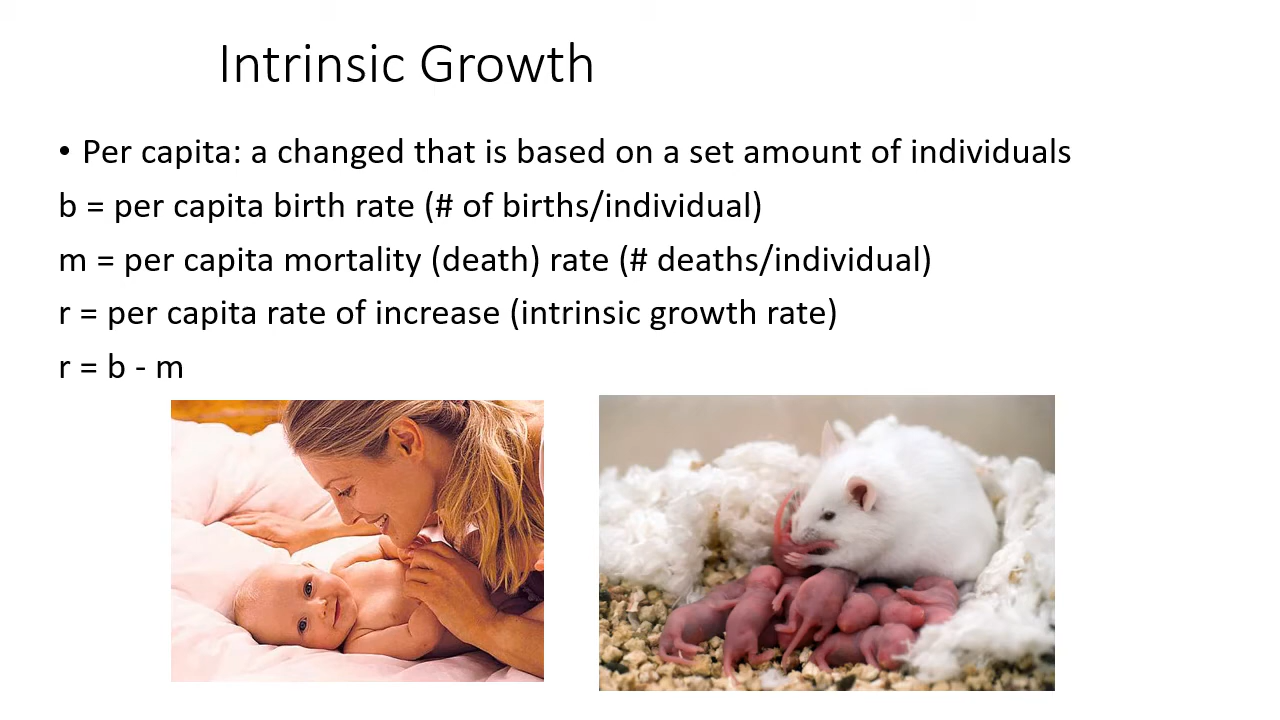 Intrinsic Growth
• Per capita: a changed that is based on a set amount of individuals
b = per capita birth rate (# of births/individual)
m = per capita mortality (death) rate (# deaths/individual)
r = per capita rate of increase (intrinsic growth rate)
r = b - m